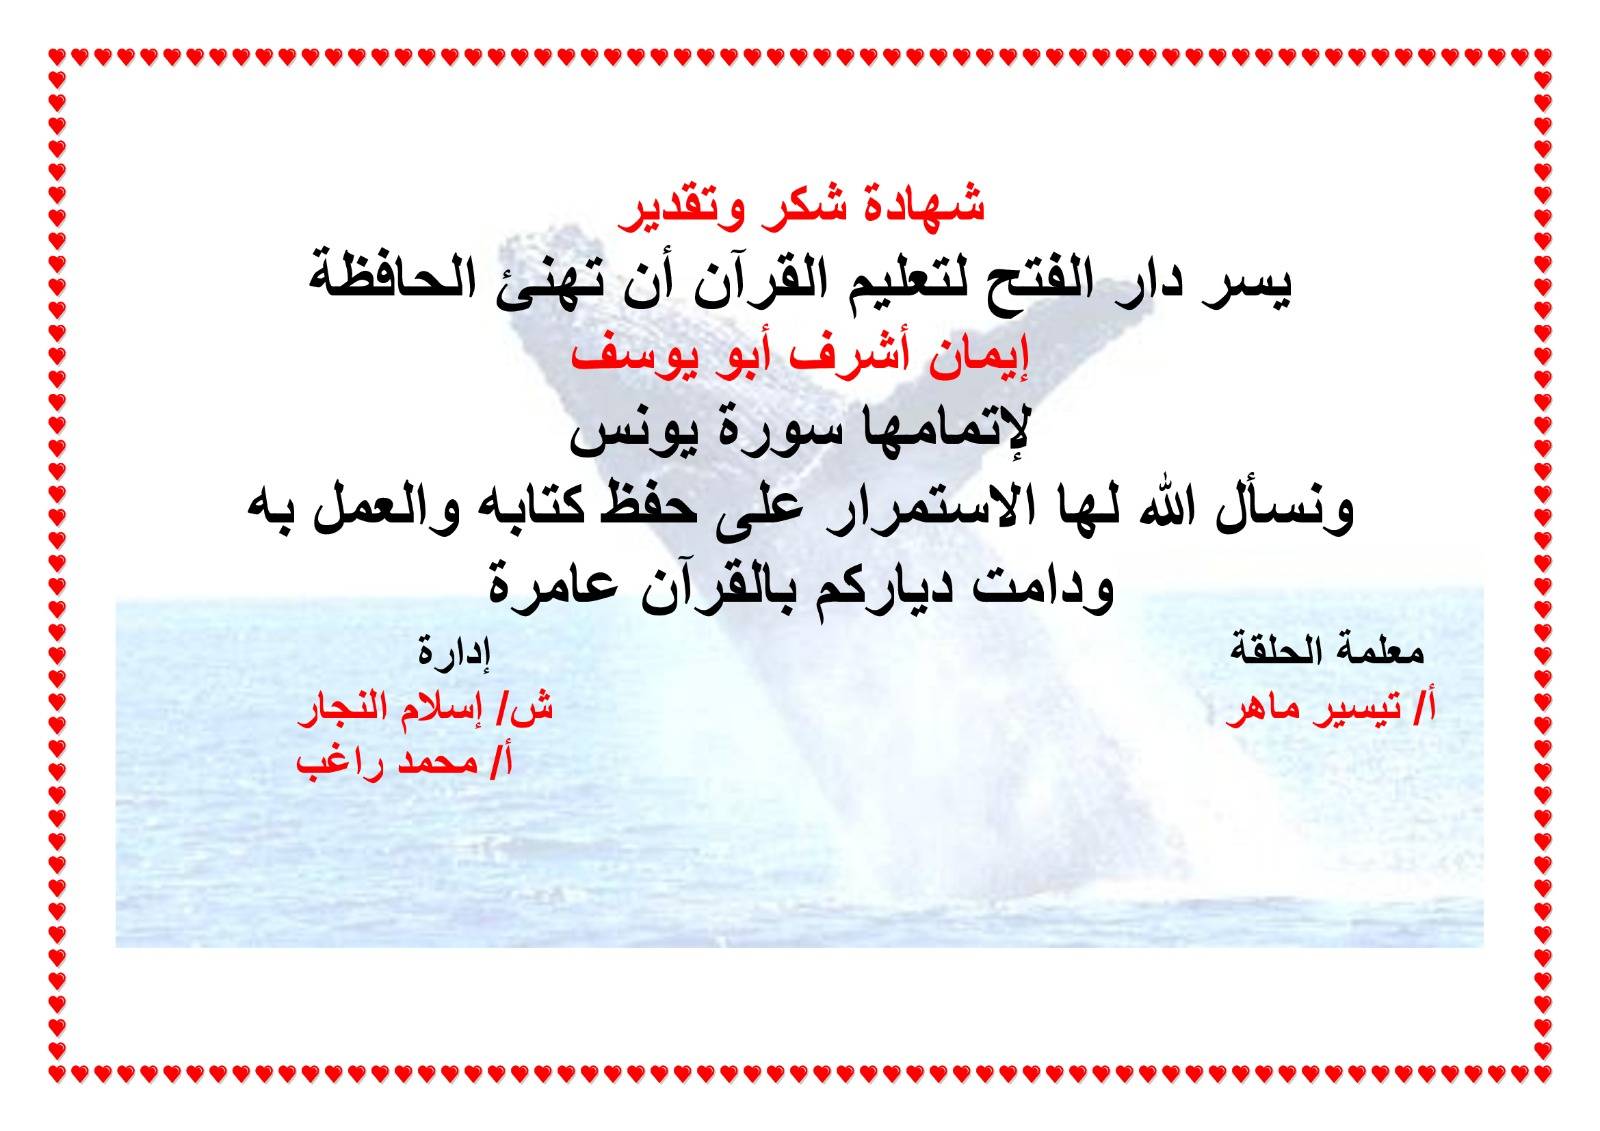 شهادة شكر وتقدير
يسر دار الفتح لتعليم القرآن أن تهنئ الحافظة
إيمان أشرف أبو يوسف
لإتمامها سورة يونس
ونسأل الله لها الاستمرار على حفظ كتابه والعمل به
ودامت دياركم بالقرآن عامرة
معلمة الحلقة
أ/ تيسير ماهر
إدارة
ش/ إسلام النجار
أ/ محمد راغب